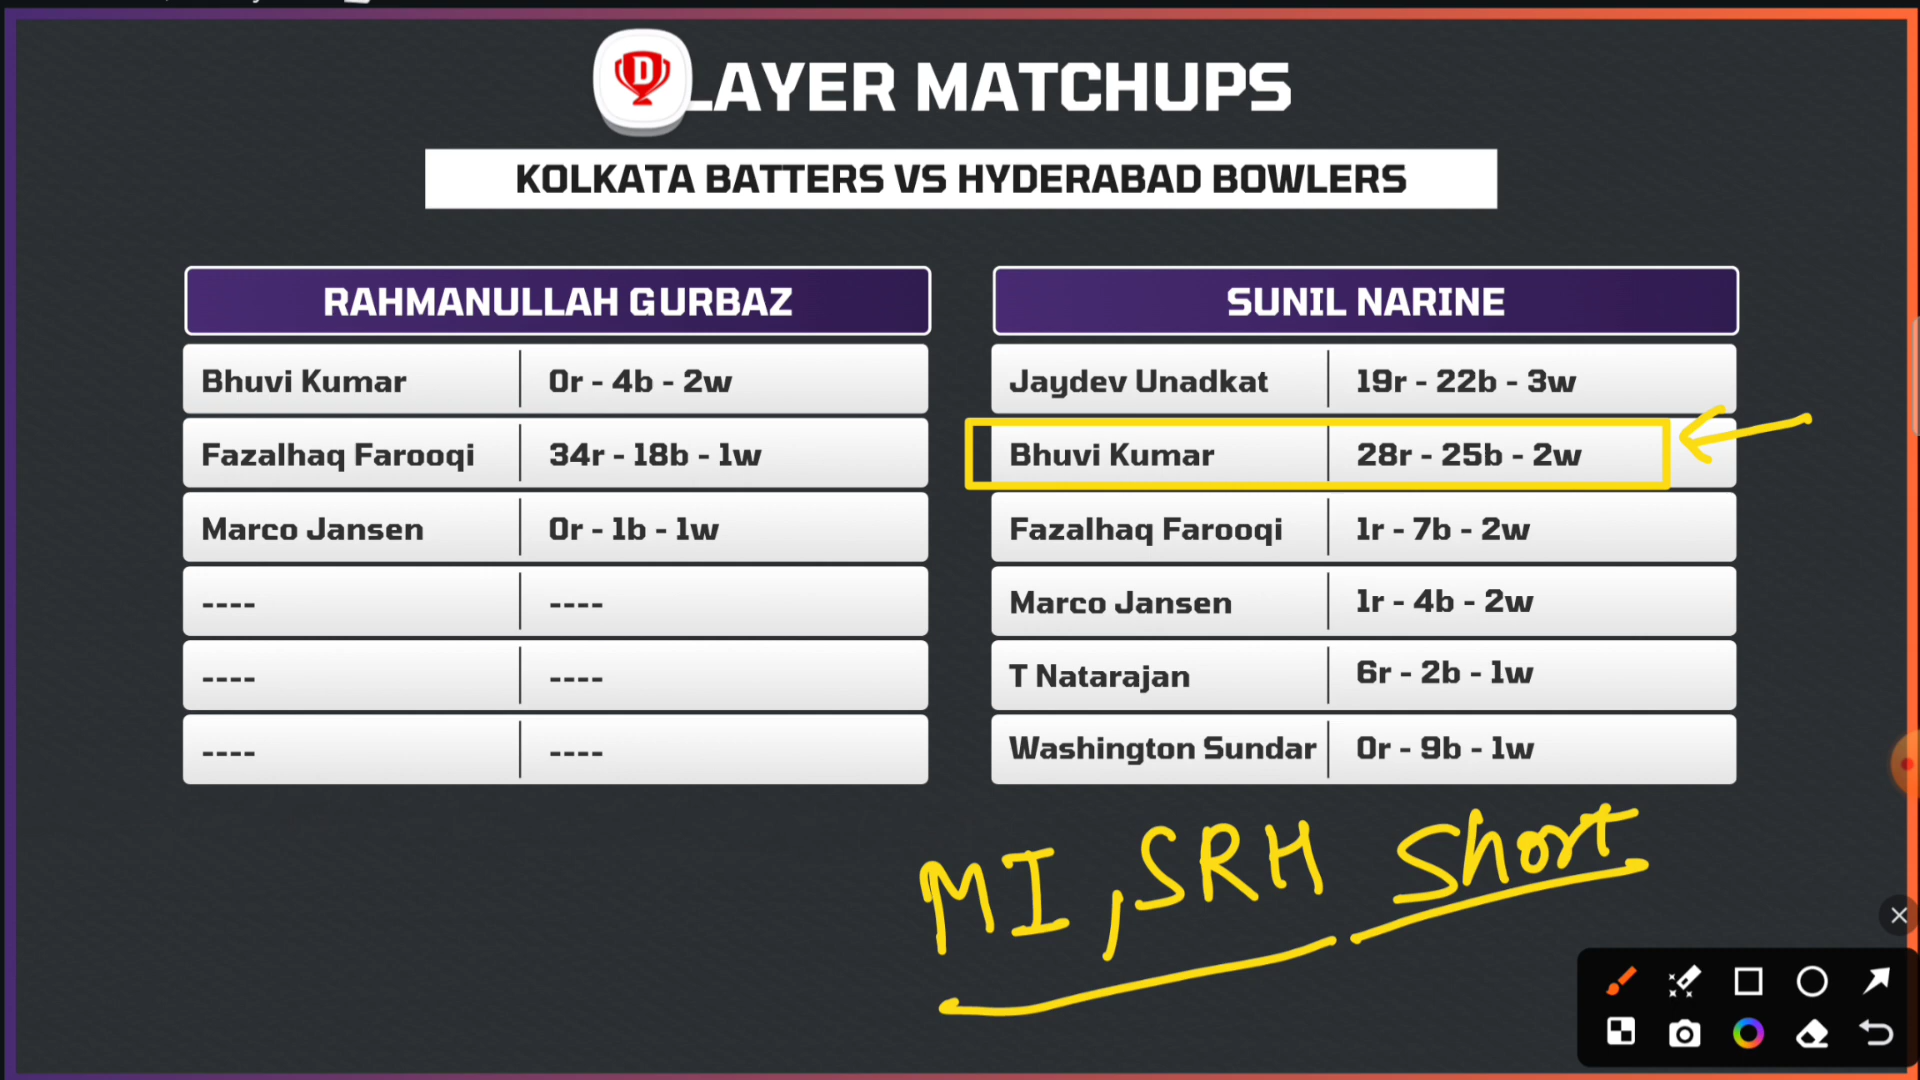 D
LAYER MATCHUPS
KOLKATA BATTERS VS HYDERABAD BOWLERS
RAHMANULLAH GURBAZ
Bhuvi Kumar 0r - 4b - 2w
Fazalhaq Farooqi 34r - 18b - 1w
Marco Jansen 0r - 1b - 1w
---- ----
---- ----
---- ----
SUNIL NARINE
Jaydev Unadkat 19r - 22b - 3w
Bhuvi Kumar 28r - 25b - 2w
Fazalhaq Farooqi 1r - 7b - 2w
Marco Jansen 1r - 4b - 2w
T Natarajan 6r - 2b - 1w
Washington Sundar 0r - 9b - 1w
MI, SRH Short